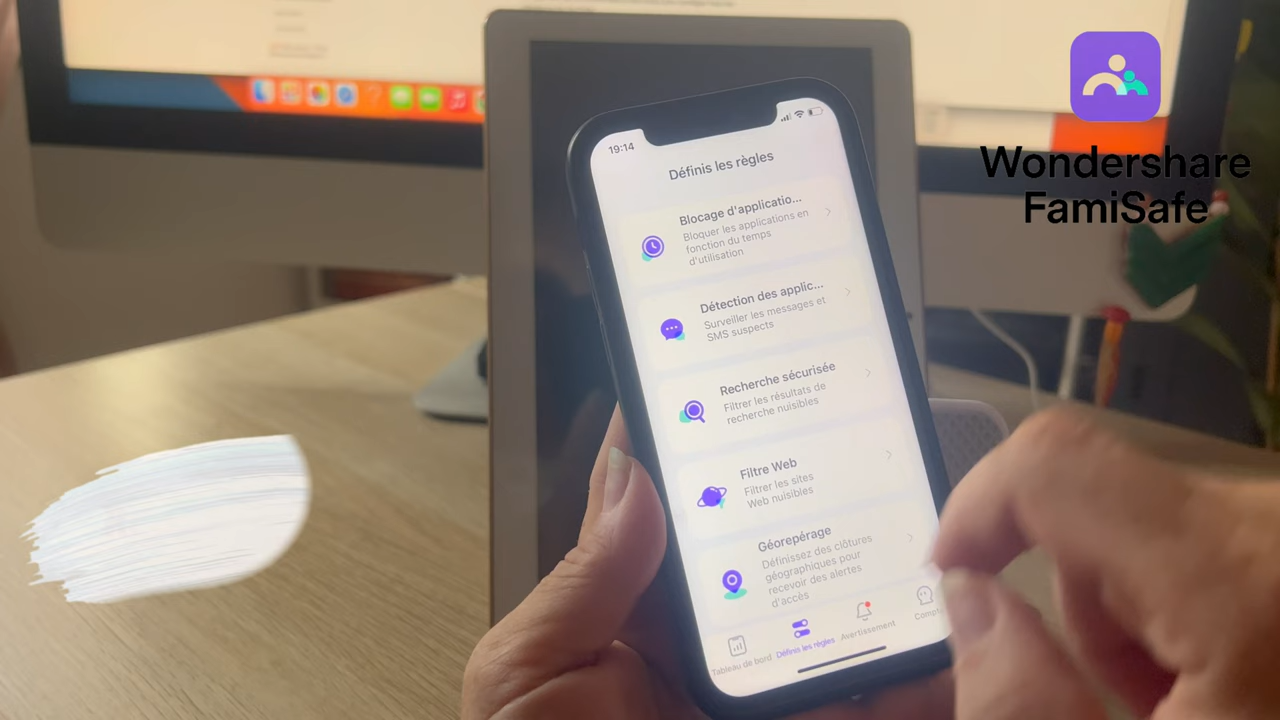 19:14
Définis les règles
Blocage d'applicatio...
Bloquer les applications en
fonction du temps
d'utilisation
Détection des applic...
Surveiller les messages et
SMS suspects
Recherche sécurisée
Filtrer les résultats de
recherche nuisibles
Filtre Web
Filtrer les sites
Web nuisibles
Géorepérage
Définissez des clôtures
géographiques pour
recevoir des alertes
d'accès
Tableau de bord
Définis les règles
Avertissement
Wondershare
FamiSafe